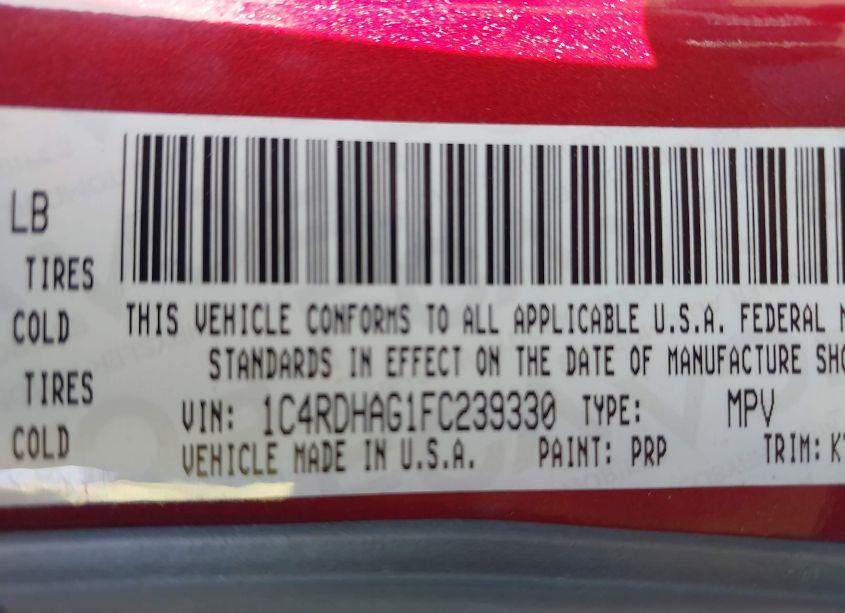 LB
TIRES
COLD
TIRES
COLD
THIS VEHICLE CONFORMS TO ALL APPLICABLE U.S.A. FEDERAL
STANDARDS IN EFFECT ON THE DATE OF MANUFACTURE
VIN: 1C4RDHAG1FC239330 TYPE: MPV
VEHICLE MADE IN U.S.A. PAINT: PRP TRIM: